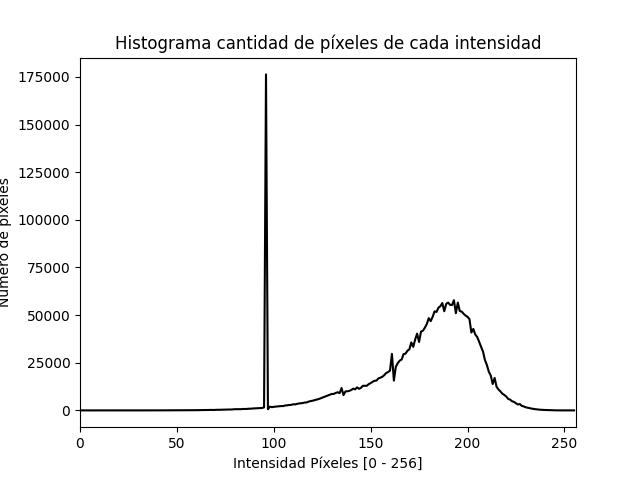 Histograma cantidad de píxeles de cada intensidad
175000
150000
125000
100000
75000
50000
25000
0
Número de píxeles
0 50 100 150 200 250
Intensidad Píxeles [0 - 256]